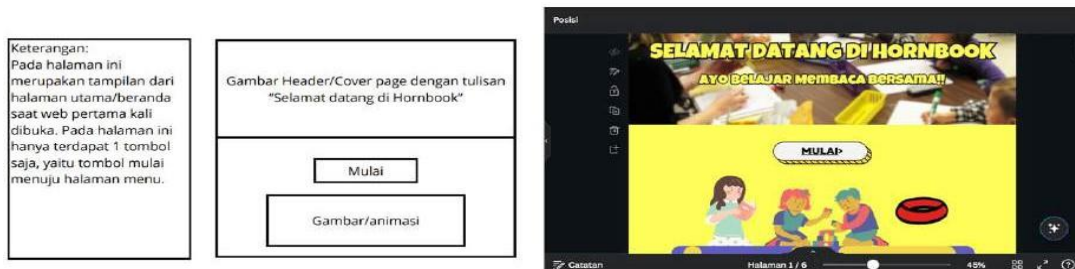 Keterangan:
Pada halaman ini
merupakan tampilan dari
halaman utama/beranda
saat web pertama kali
dibuka. Pada halaman ini
hanya terdapat 1 tombol
saja, yaitu tombol mulai
menuju halaman menu.
Gambar Header/Cover page dengan tulisan
“Selamat datang di Hornbook”
Mulai
Gambar/animasi
Posisi
SELAMAT DATANG DI HORNBOOK
AYO BELAJAR MEMBACA BERSAMA!!
MULAI>
Catatan
Halaman 1 / 6
45%